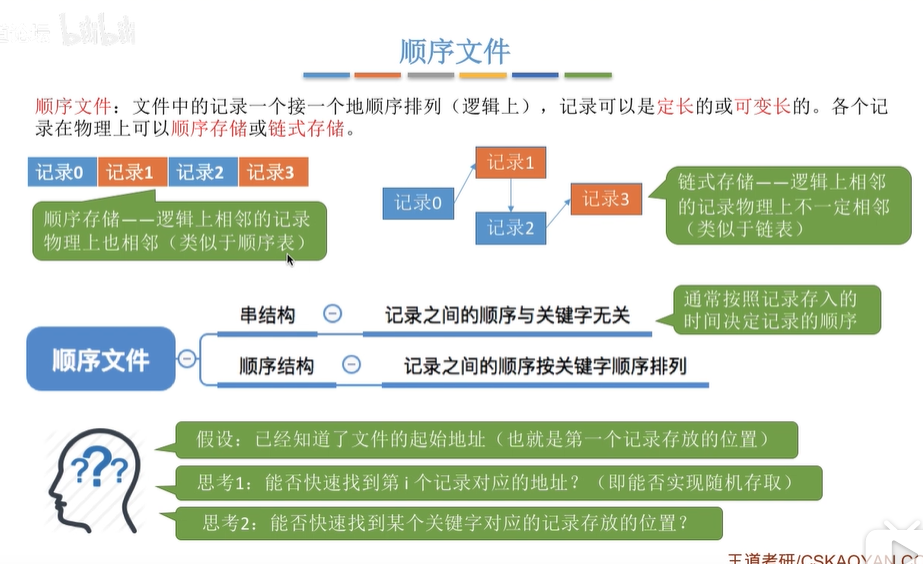 bilibili
顺序文件
顺序文件：文件中的记录一个接一个地顺序排列（逻辑上），记录可以是定长的或可变长的。各个记
录在物理上可以顺序存储或链式存储。
记录0 记录1 记录2 记录3
顺序存储——逻辑上相邻的记录
物理上也相邻（类似于顺序表）
记录0
记录1
记录2
记录3
链式存储——逻辑上相邻
的记录物理上不一定相邻
（类似于链表）
顺序文件
串结构
记录之间的顺序与关键字无关
通常按照记录存入的
时间决定记录的顺序
顺序结构
记录之间的顺序按关键字顺序排列
???
假设：已经知道了文件的起始地址（也就是第一个记录存放的位置）
思考1：能否快速找到第i个记录对应的地址？（即能否实现随机存取）
思考2：能否快速找到某个关键字对应的记录存放的位置？
王道考研/CSKAOYAN.CO